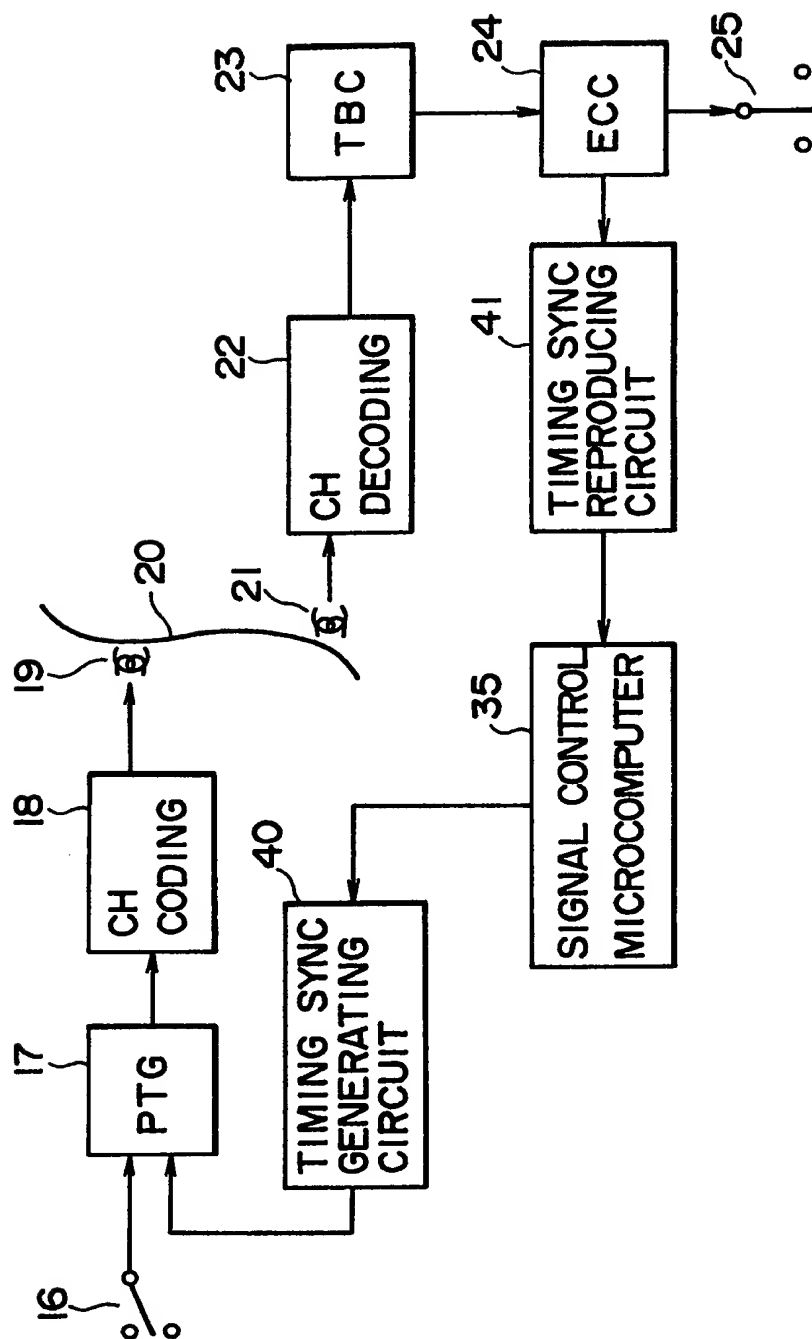 16
17
PTG
18
CH
CODING
19
20
21
22
CH
DECODING
23
TBC
24
ECC
25
40
TIMING SYNC
GENERATING
CIRCUIT
35
SIGNAL CONTROL
MICROCOMPUTER
41
TIMING SYNC
REPRODUCING
CIRCUIT